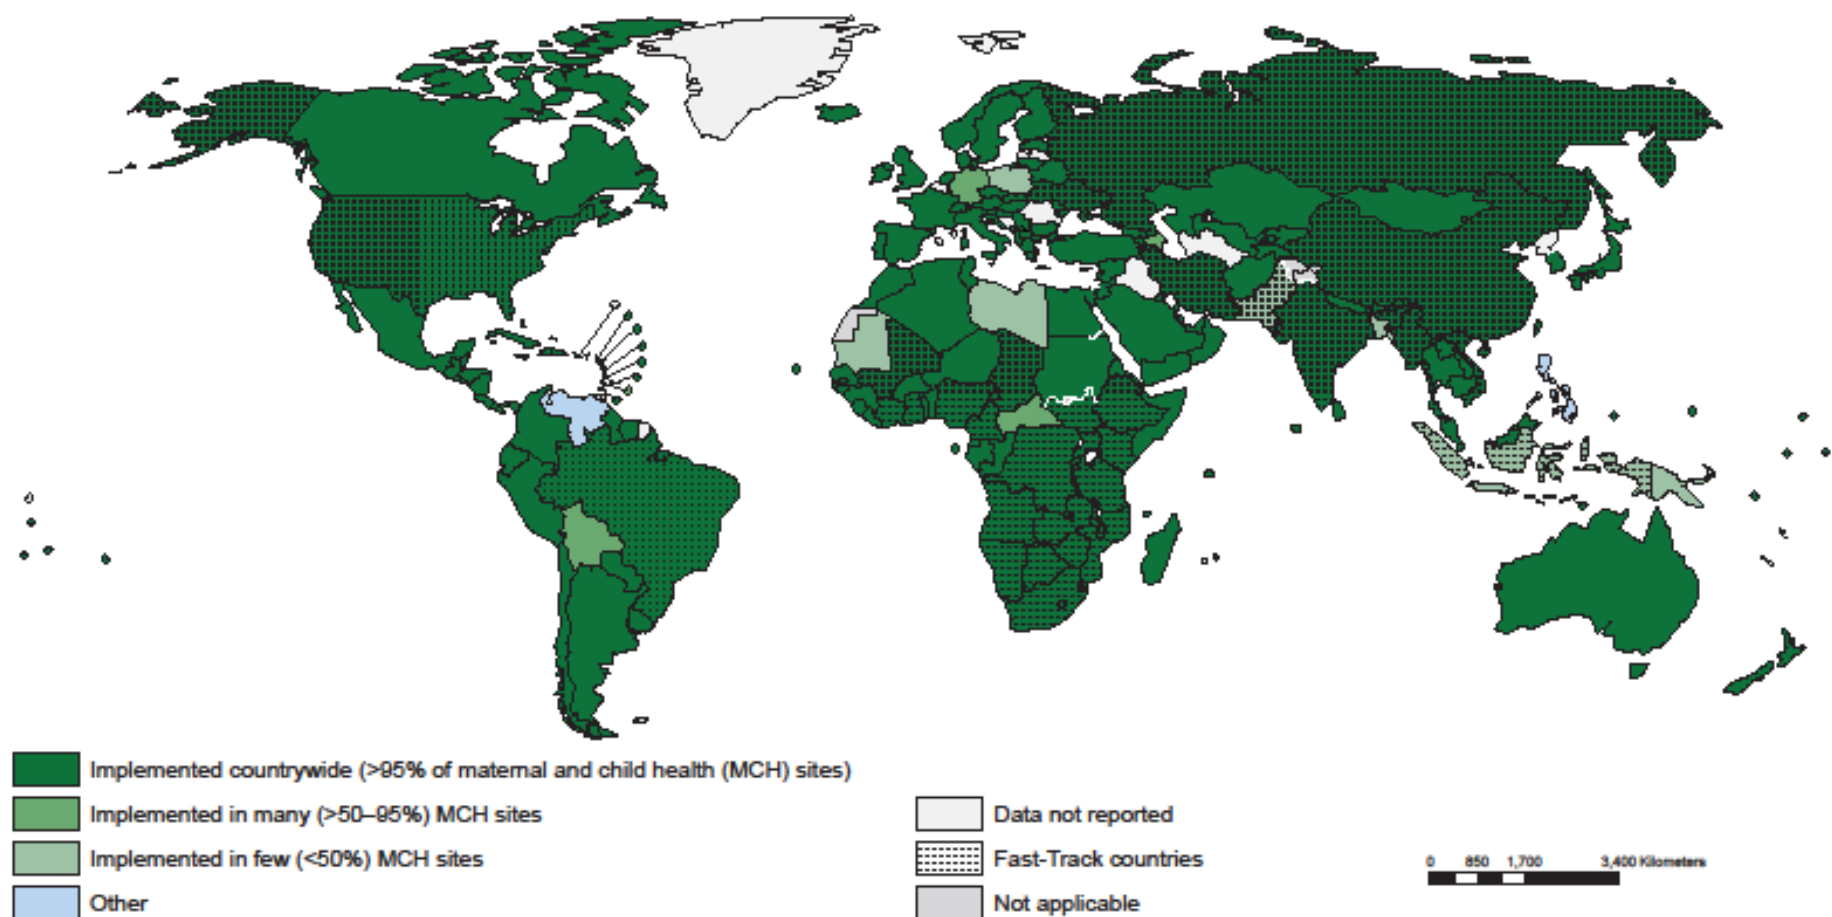 Implemented countrywide (>95% of maternal and child health (MCH) sites)
Implemented in many (>50–95%) MCH sites
Implemented in few (<50%) MCH sites
Other
Data not reported
Fast-Track countries
Not applicable
0 850 1,700 3,400 Kilometers